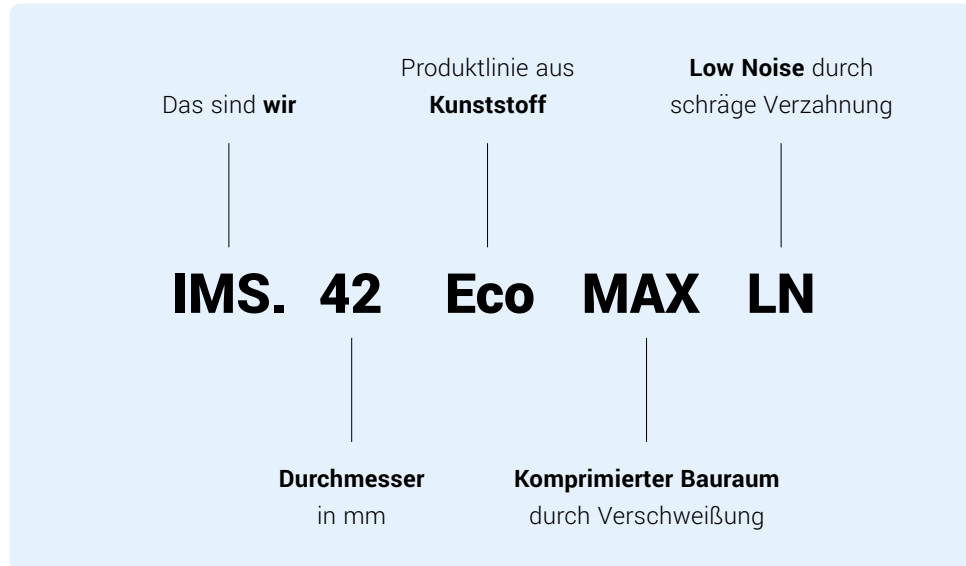 Das sind wir
Produktlinie aus
Kunststoff
Low Noise durch
schräge Verzahnung
IMS. 42 Eco MAX LN
Durchmesser
in mm
Komprimierter Bauraum
durch Verschweißung